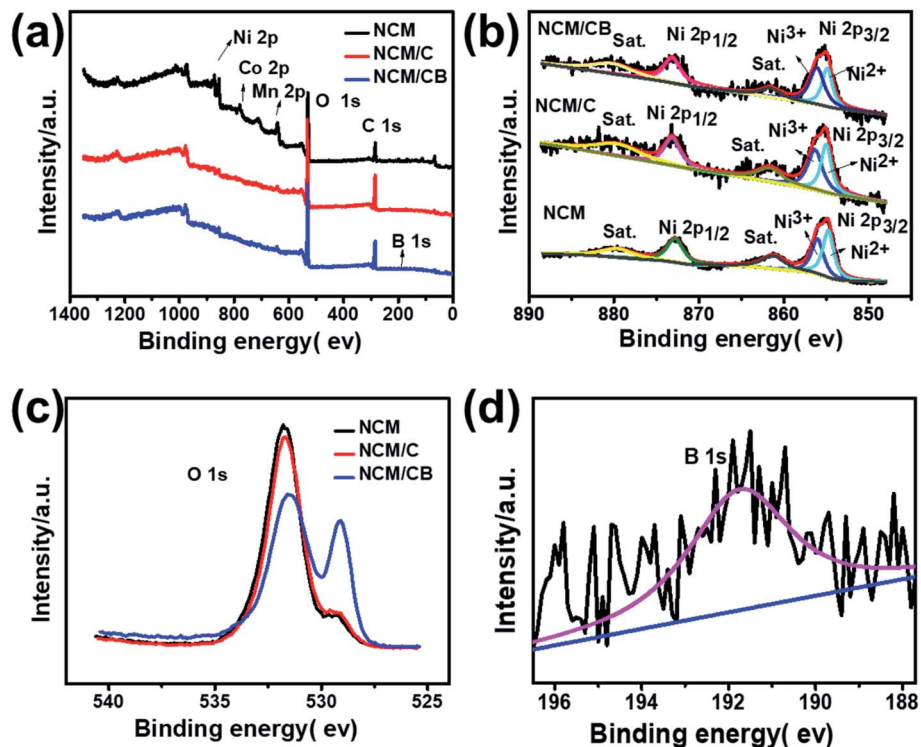 (a)
NCM
NCM/C
NCM/CB
Ni 2p
Co 2p
Mn 2p
O 1s
C 1s
B 1s
Intensity/a.u.
1400 1200 1000 800 600 400 200 0
Binding energy( ev)
(b)
NCM/CB
Sat.
Ni 2p1/2
Sat.
Ni3+
Ni 2p3/2
Ni2+
NCM/C
Sat.
Ni 2p1/2
Sat.
Ni3+
Ni 2p3/2
Ni2+
NCM
Sat.
Ni 2p1/2
Sat.
Ni3+
Ni 2p3/2
Ni2+
Intensity/a.u.
890 880 870 860 850
Binding energy( ev)
(c)
NCM
NCM/C
NCM/CB
O 1s
Intensity/a.u.
540 535 530 525
Binding energy( ev)
(d)
B 1s
Intensity/a.u.
196 194 192 190 188
Binding energy( ev)